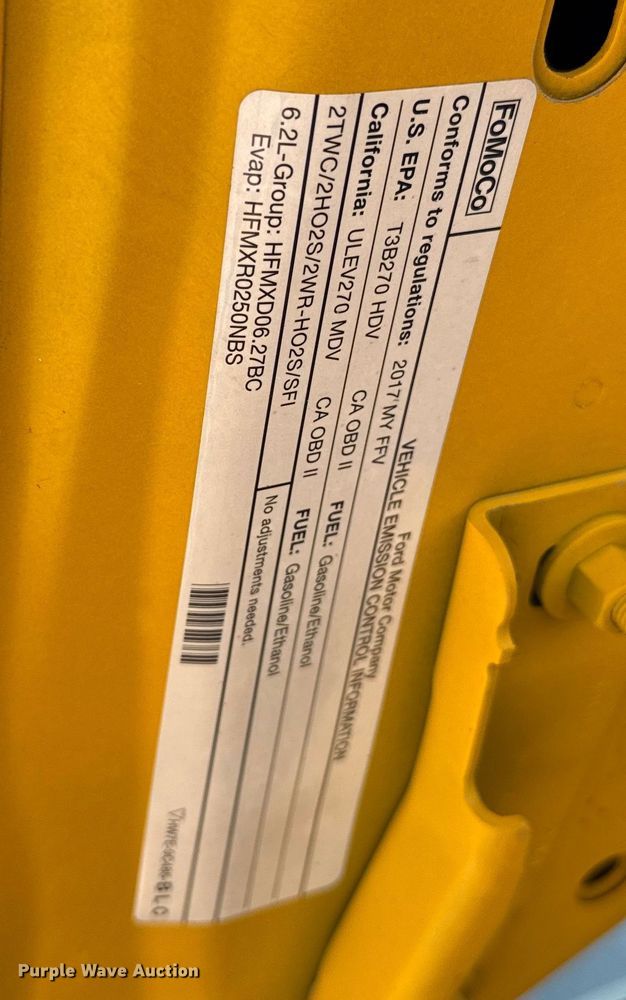 FoMoCo
Ford Motor Company
VEHICLE EMISSION CONTROL INFORMATION
Conforms to regulations: 2017 MY FFV
U.S. EPA: T3B270 HDV CA OBD II FUEL: Gasoline/Ethanol
California: ULEV270 MDV CA OBD II FUEL: Gasoline/Ethanol
2TWC/2HO2S/2WR-HO2S/SFI
No adjustments needed.
6.2L-Group: HFMXD06.27BC
Evap: HFMXR0250NBS
B L C
Purple Wave Auction